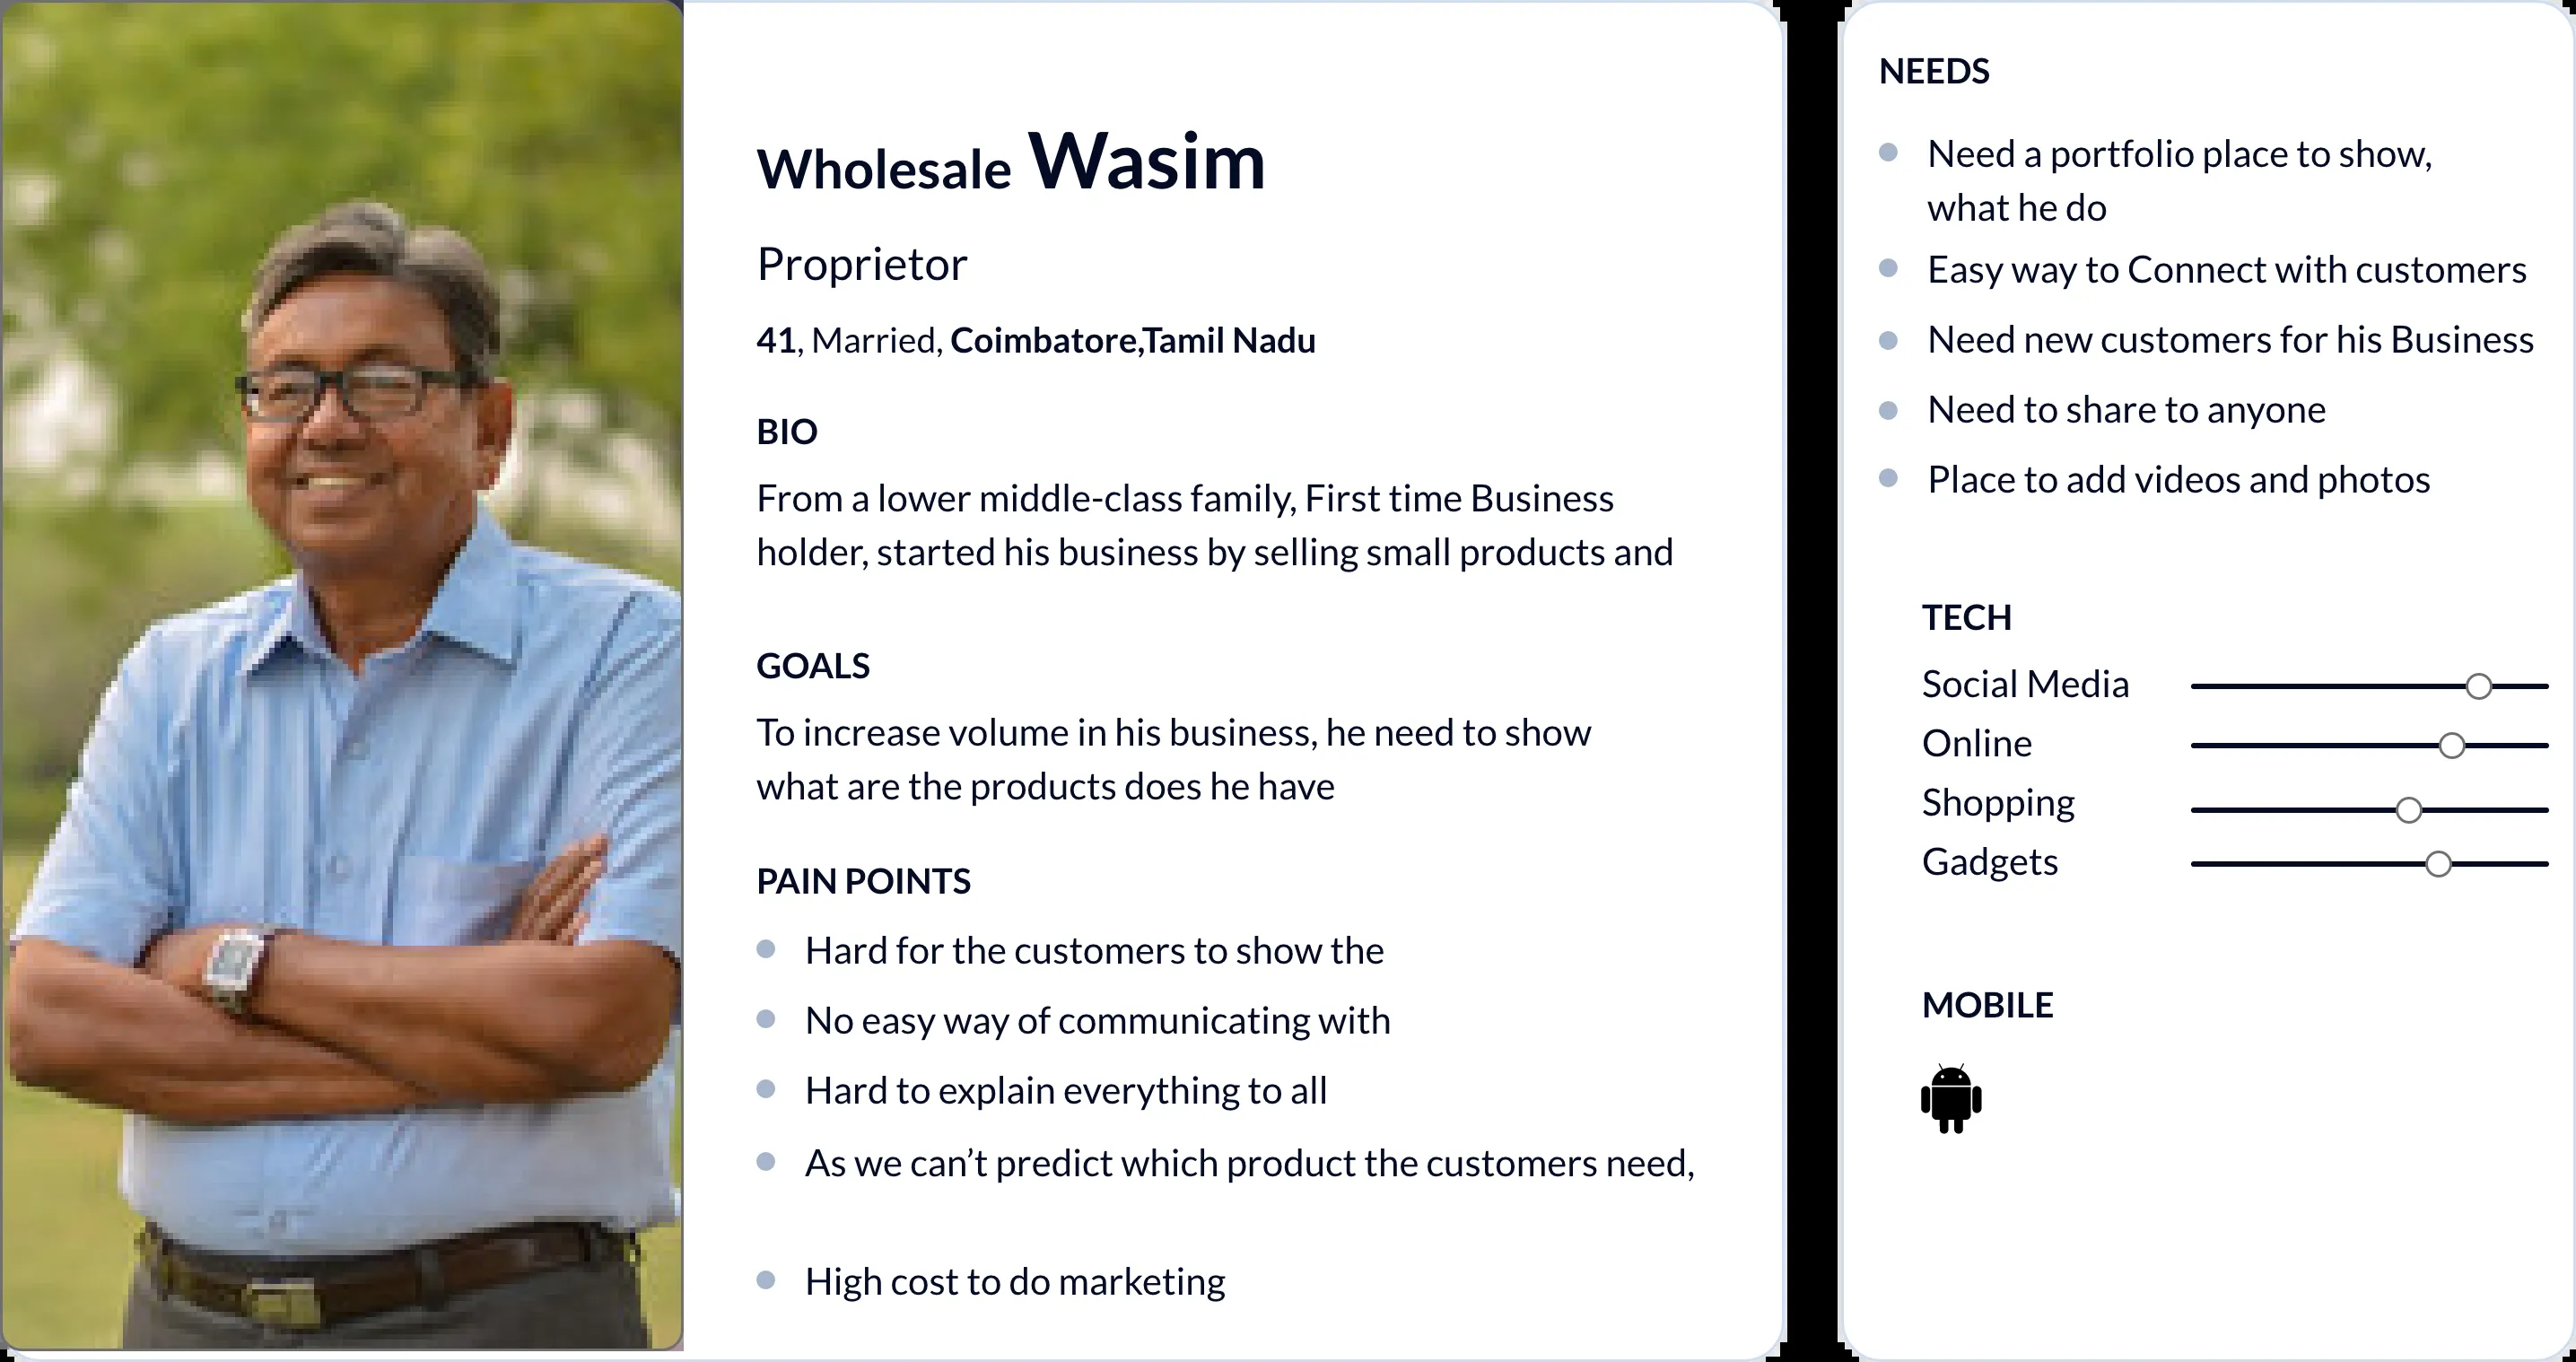 Wholesale Wasim
Proprietor
41, Married, Coimbatore,Tamil Nadu
BIO
From a lower middle-class family, First time Business
holder, started his business by selling small products and
GOALS
To increase volume in his business, he need to show
what are the products does he have
PAIN POINTS
Hard for the customers to show the
No easy way of communicating with
Hard to explain everything to all
As we can’t predict which product the customers need,
High cost to do marketing
NEEDS
Need a portfolio place to show,
what he do
Easy way to Connect with customers
Need new customers for his Business
Need to share to anyone
Place to add videos and photos
TECH
Social Media
Online
Shopping
Gadgets
MOBILE